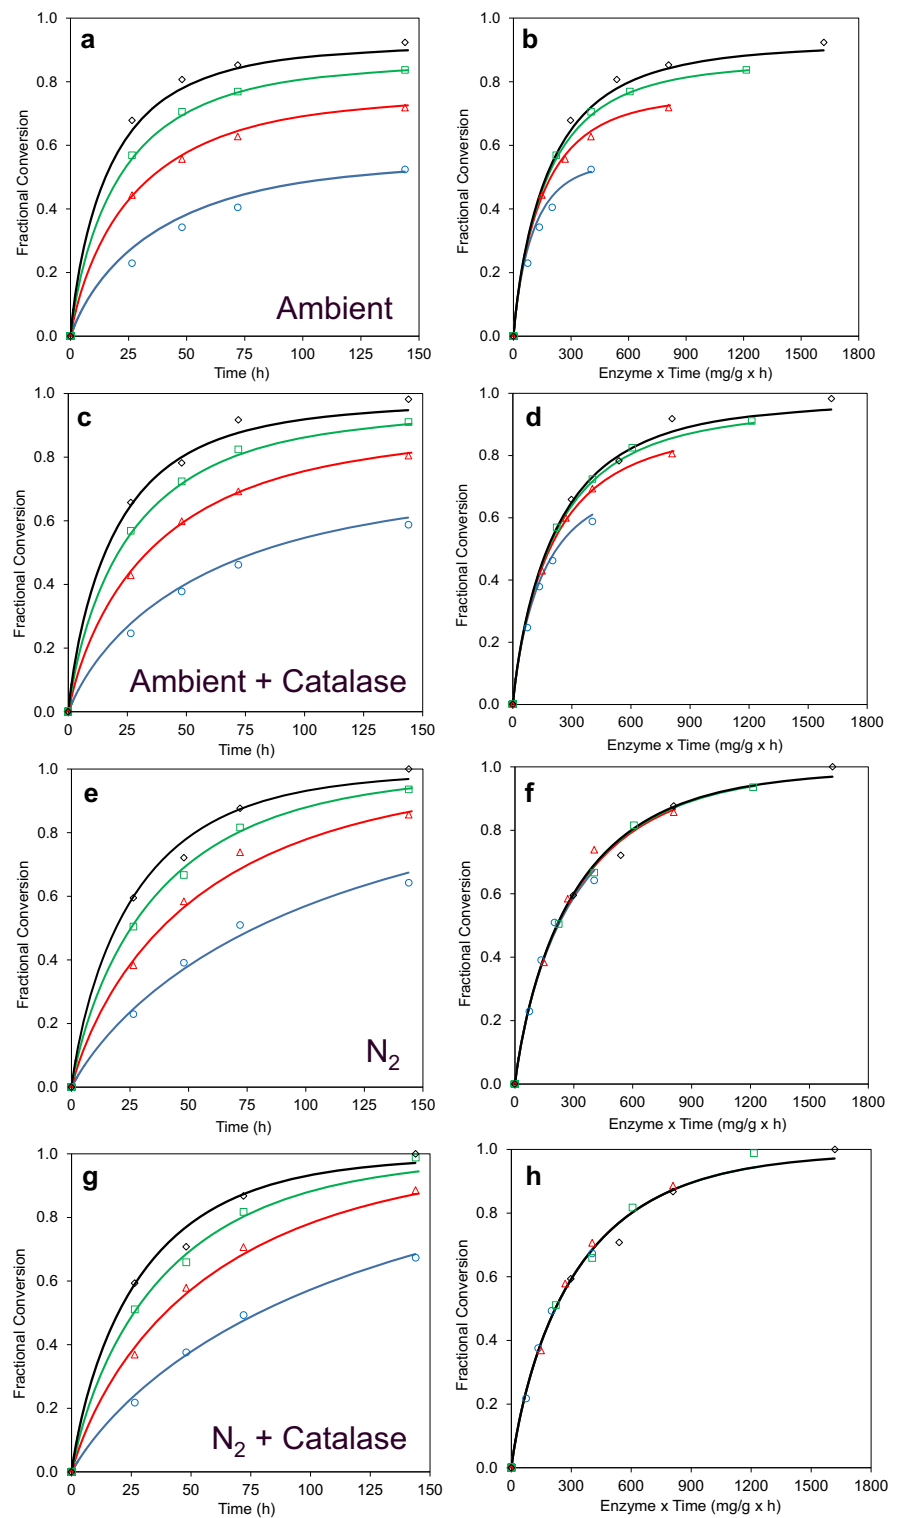 a
1.0
0.8
0.6
0.4
0.2
0.0
0 25 50 75 100 125 150
Fractional Conversion
Time (h)
Ambient
b
1.0
0.8
0.6
0.4
0.2
0.0
0 300 600 900 1200 1500 1800
Fractional Conversion
Enzyme x Time (mg/g x h)
c
1.0
0.8
0.6
0.4
0.2
0.0
0 25 50 75 100 125 150
Fractional Conversion
Time (h)
Ambient + Catalase
d
1.0
0.8
0.6
0.4
0.2
0.0
0 300 600 900 1200 1500 1800
Fractional Conversion
Enzyme x Time (mg/g x h)
e
1.0
0.8
0.6
0.4
0.2
0.0
0 25 50 75 100 125 150
Fractional Conversion
Time (h)
N₂
f
1.0
0.8
0.6
0.4
0.2
0.0
0 300 600 900 1200 1500 1800
Fractional Conversion
Enzyme x Time (mg/g x h)
g
1.0
0.8
0.6
0.4
0.2
0.0
0 25 50 75 100 125 150
Fractional Conversion
Time (h)
N₂ + Catalase
h
1.0
0.8
0.6
0.4
0.2
0.0
0 300 600 900 1200 1500 1800
Fractional Conversion
Enzyme x Time (mg/g x h)